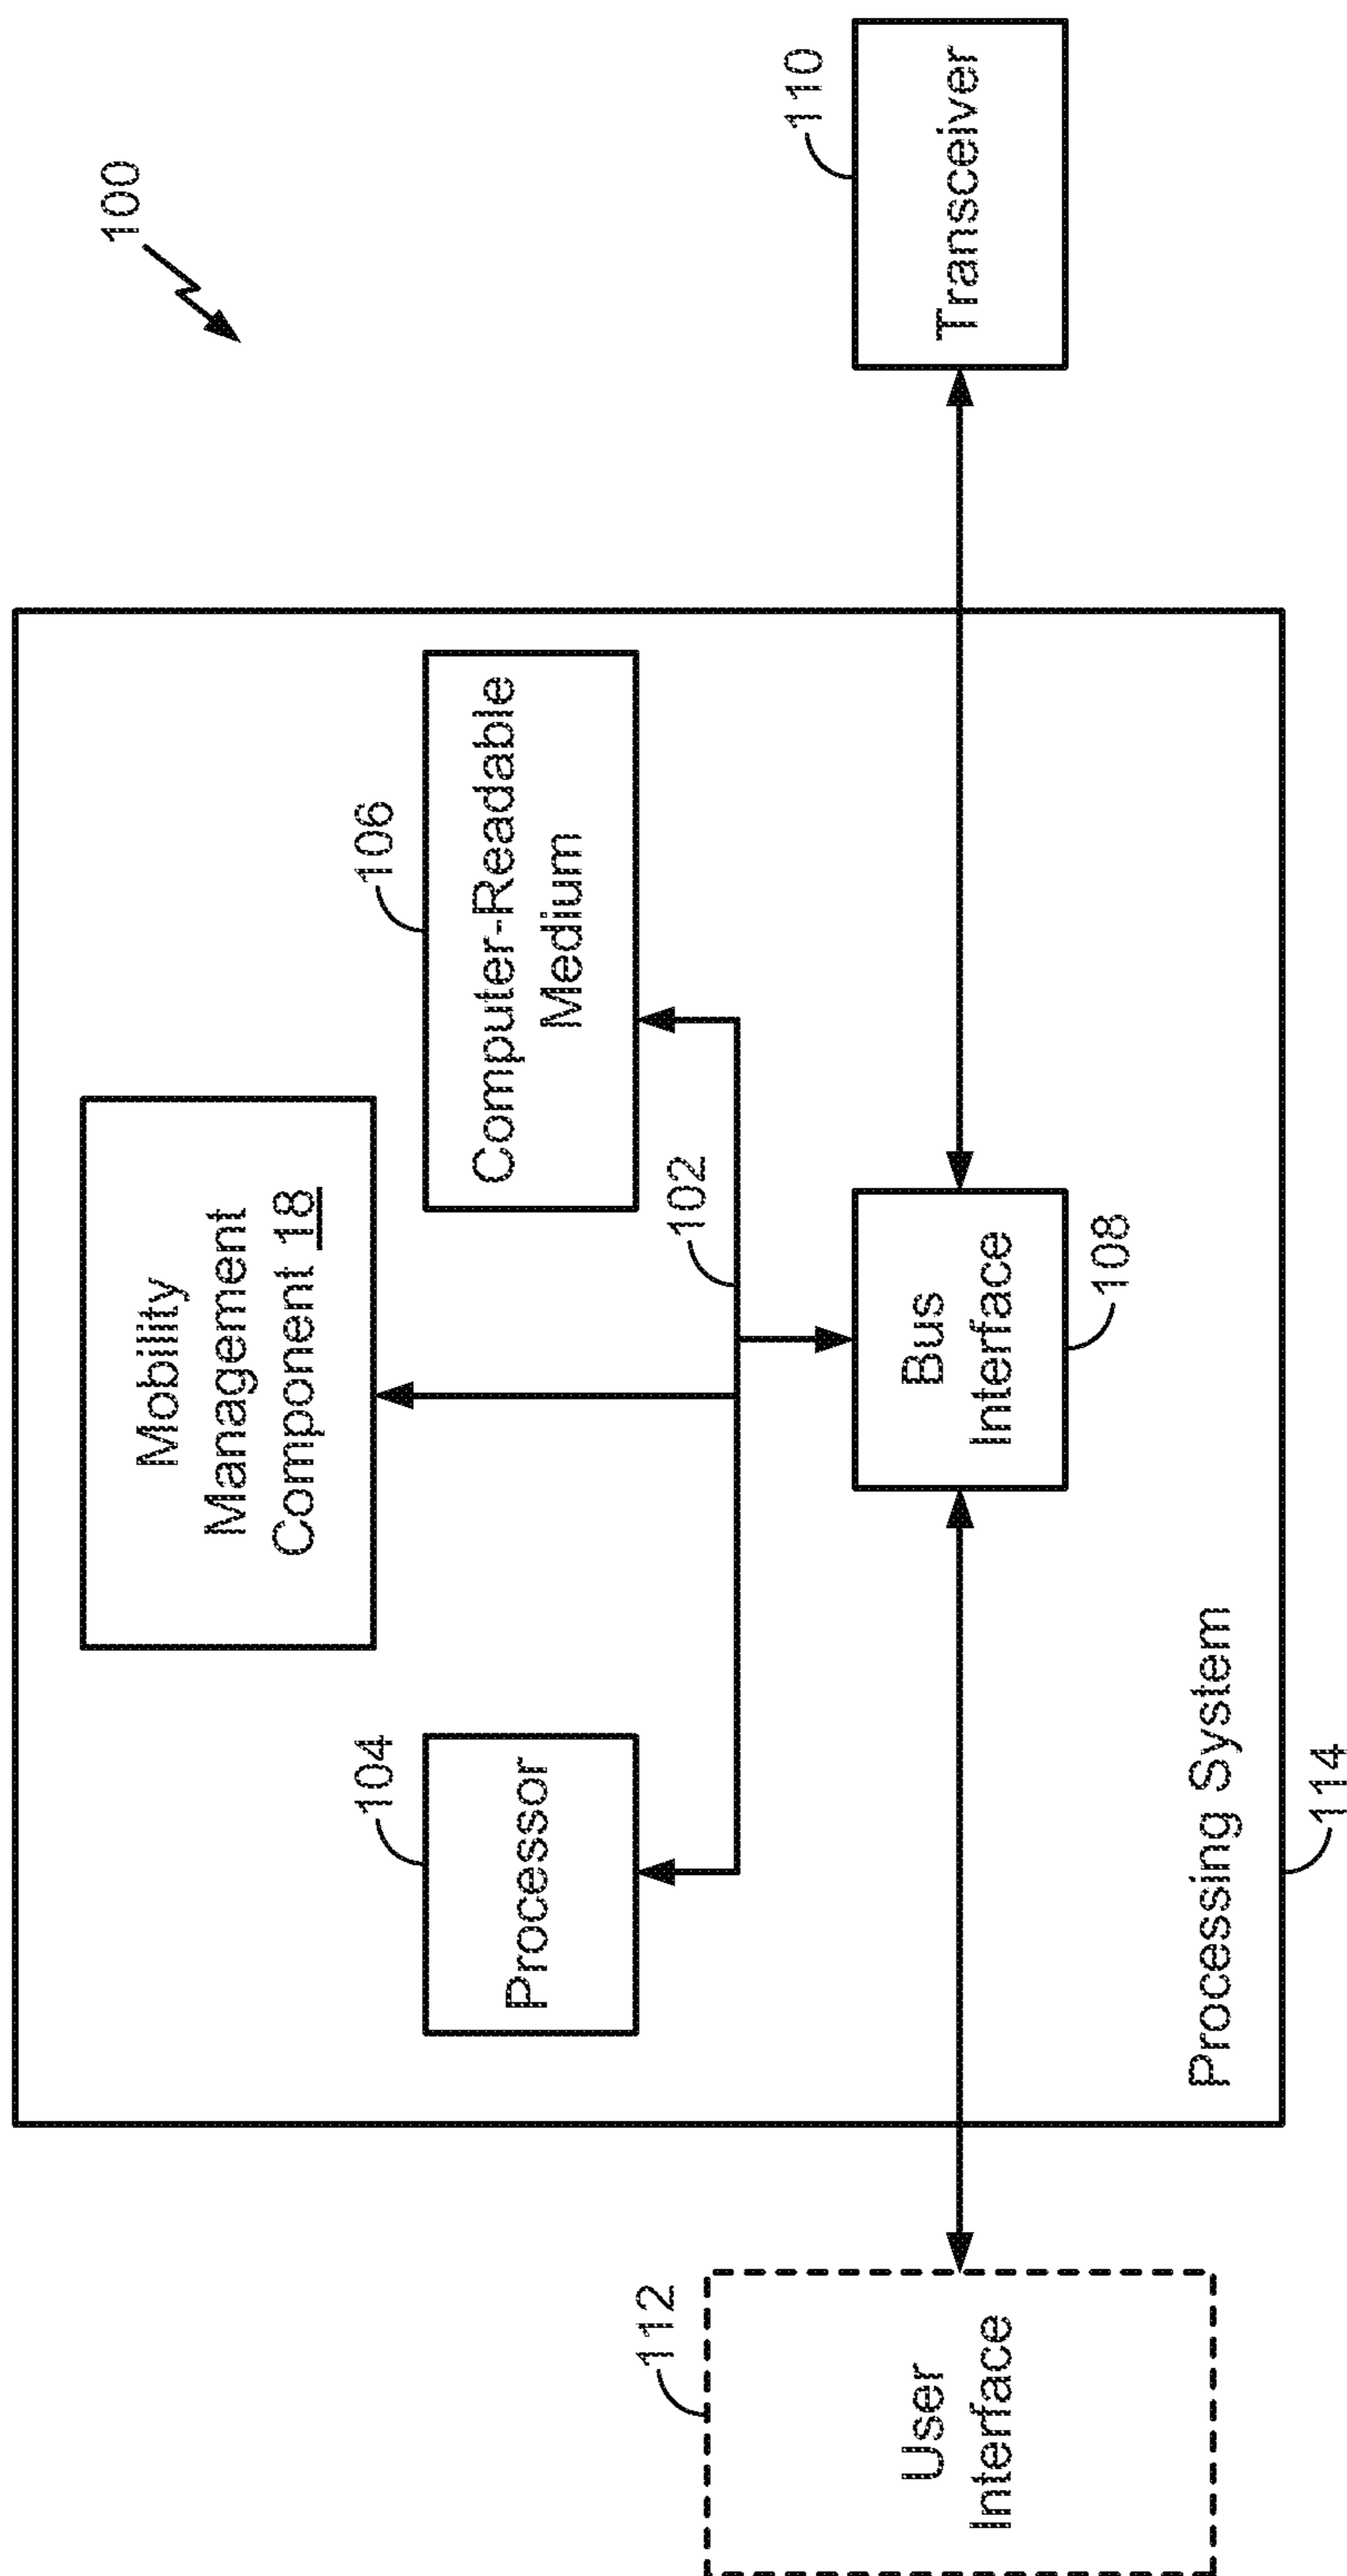 100
Mobility
Management
Component 18
104
Processor
106
Computer-Readable
Medium
102
112
User
Interface
Bus
Interface
108
110
Transceiver
Processing System
114